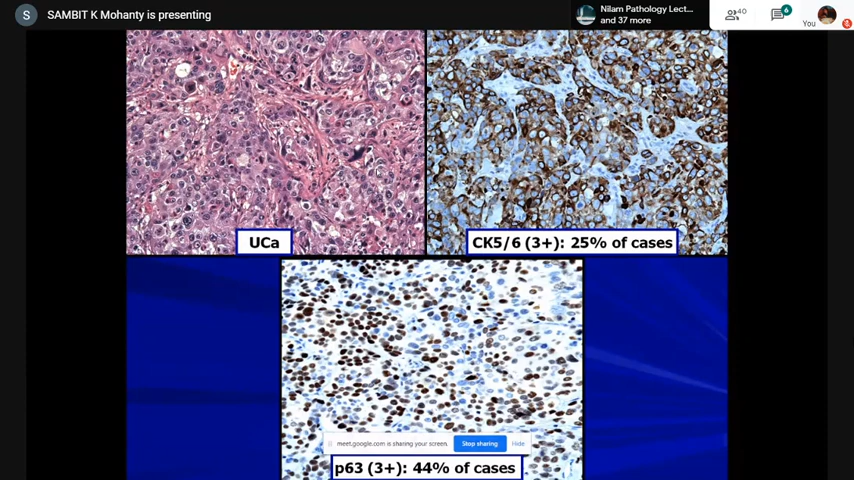 S SAMBIT K Mohanty is presenting
Nilam Pathology Lect...
and 37 more
40
6
You
UCa
CK5/6 (3+): 25% of cases
meet.google.com is sharing your screen.
Stop sharing
Hide
p63 (3+): 44% of cases